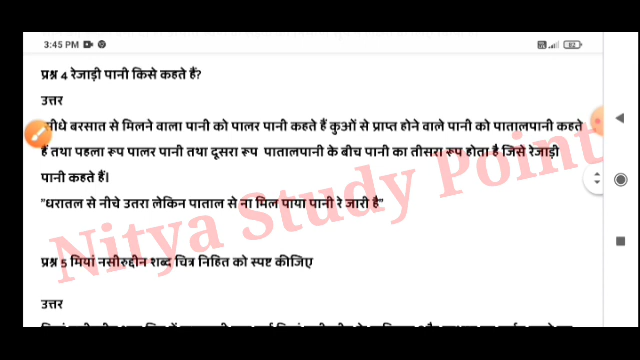 3:45 PM
82
प्रश्न 4 रेजाड़ी पानी किसे कहते हैं?
उत्तर
सीधे बरसात से मिलने वाला पानी को पालर पानी कहते हैं कुओं से प्राप्त होने वाले पानी को पातालपानी कहते
हैं तथा पहला रूप पालर पानी तथा दूसरा रूप पातालपानी के बीच पानी का तीसरा रूप होता है जिसे रेजाड़ी
पानी कहते हैं।
"धरातल से नीचे उतरा लेकिन पाताल से ना मिल पाया पानी रे जारी है"
Nitya Study Point
प्रश्न 5 मियां नसीरुद्दीन शब्द चित्र निहित को स्पष्ट कीजिए
उत्तर